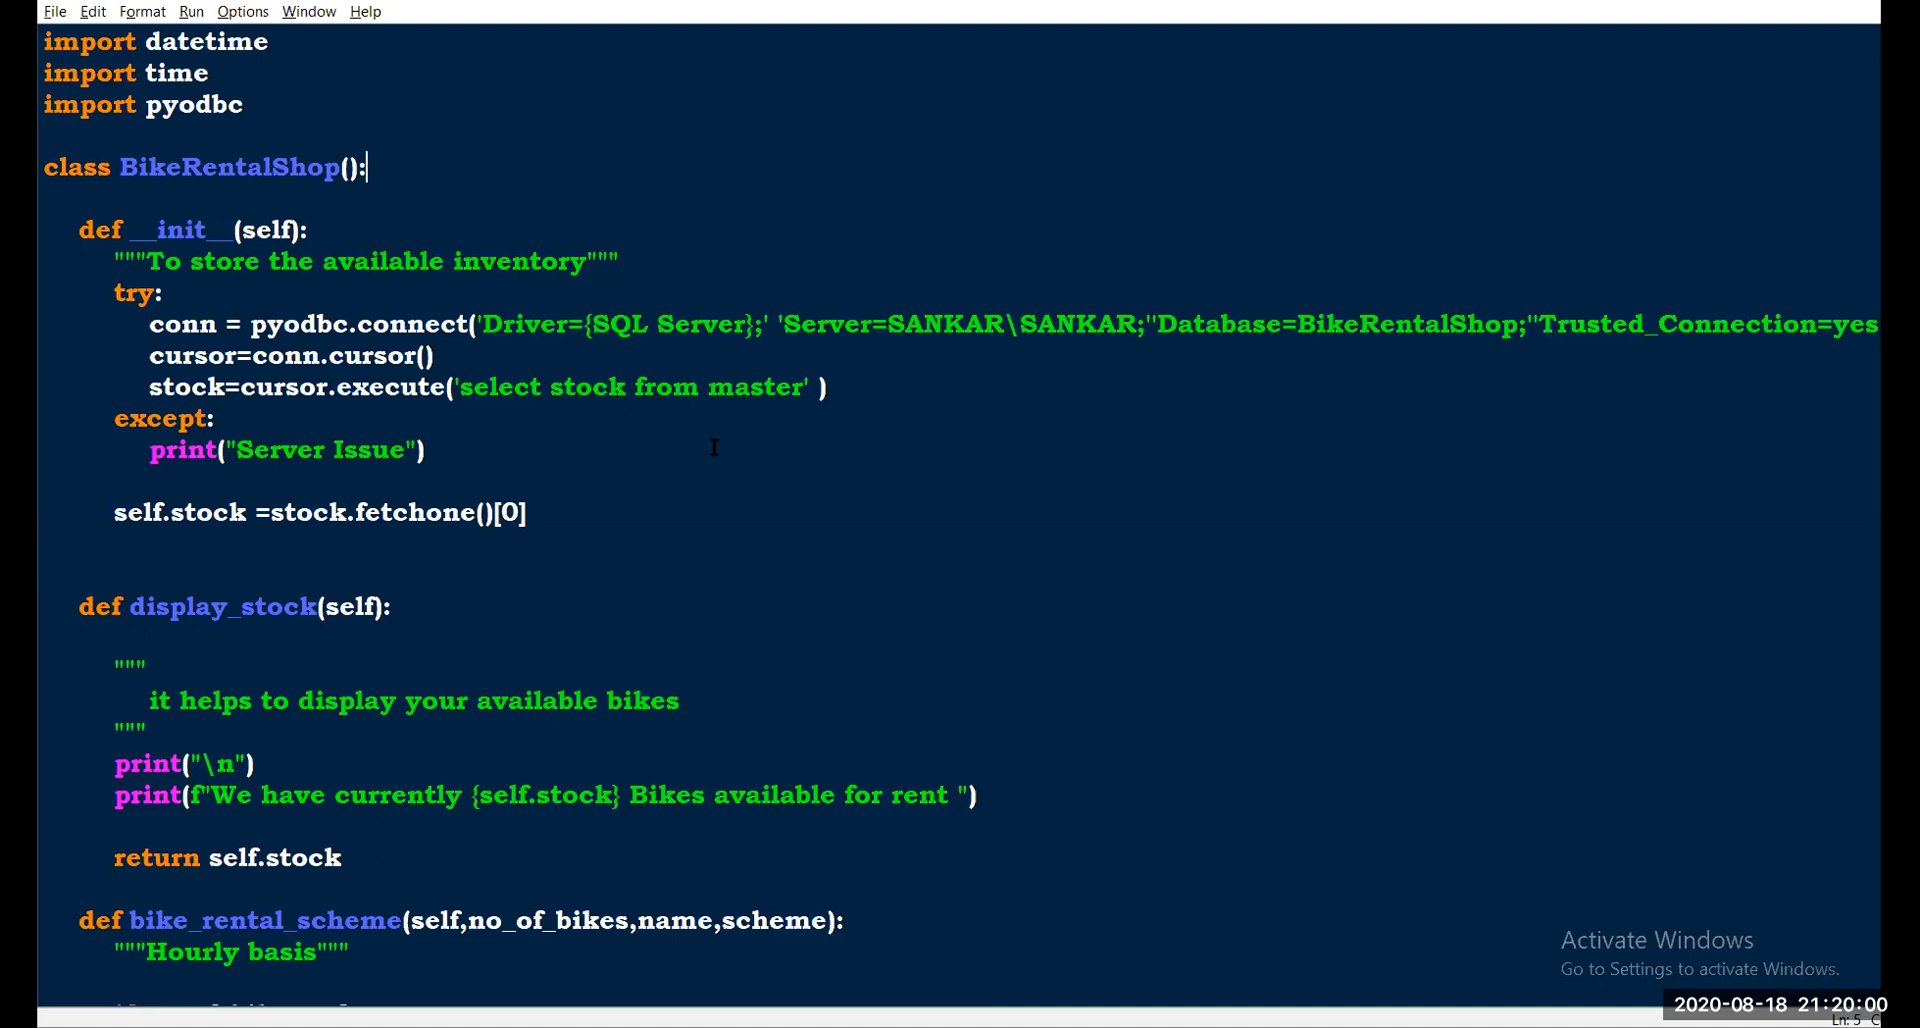 File Edit Format Run Options Window Help
import datetime
import time
import pyodbc
class BikeRentalShop():
def __init__(self):
"""To store the available inventory"""
try:
conn = pyodbc.connect('Driver={SQL Server};' 'Server=SANKAR\SANKAR;''Database=BikeRentalShop;''Trusted_Connection=yes
cursor=conn.cursor()
stock=cursor.execute('select stock from master' )
except:
print("Server Issue")
self.stock =stock.fetchone()[0]
def display_stock(self):
"""
it helps to display your available bikes
"""
print("\n")
print(f"We have currently {self.stock} Bikes available for rent ")
return self.stock
def bike_rental_scheme(self,no_of_bikes,name,scheme):
"""Hourly basis"""
Activate Windows
Go to Settings to activate Windows.
2020-08-18 21:20:00
Ln: 5